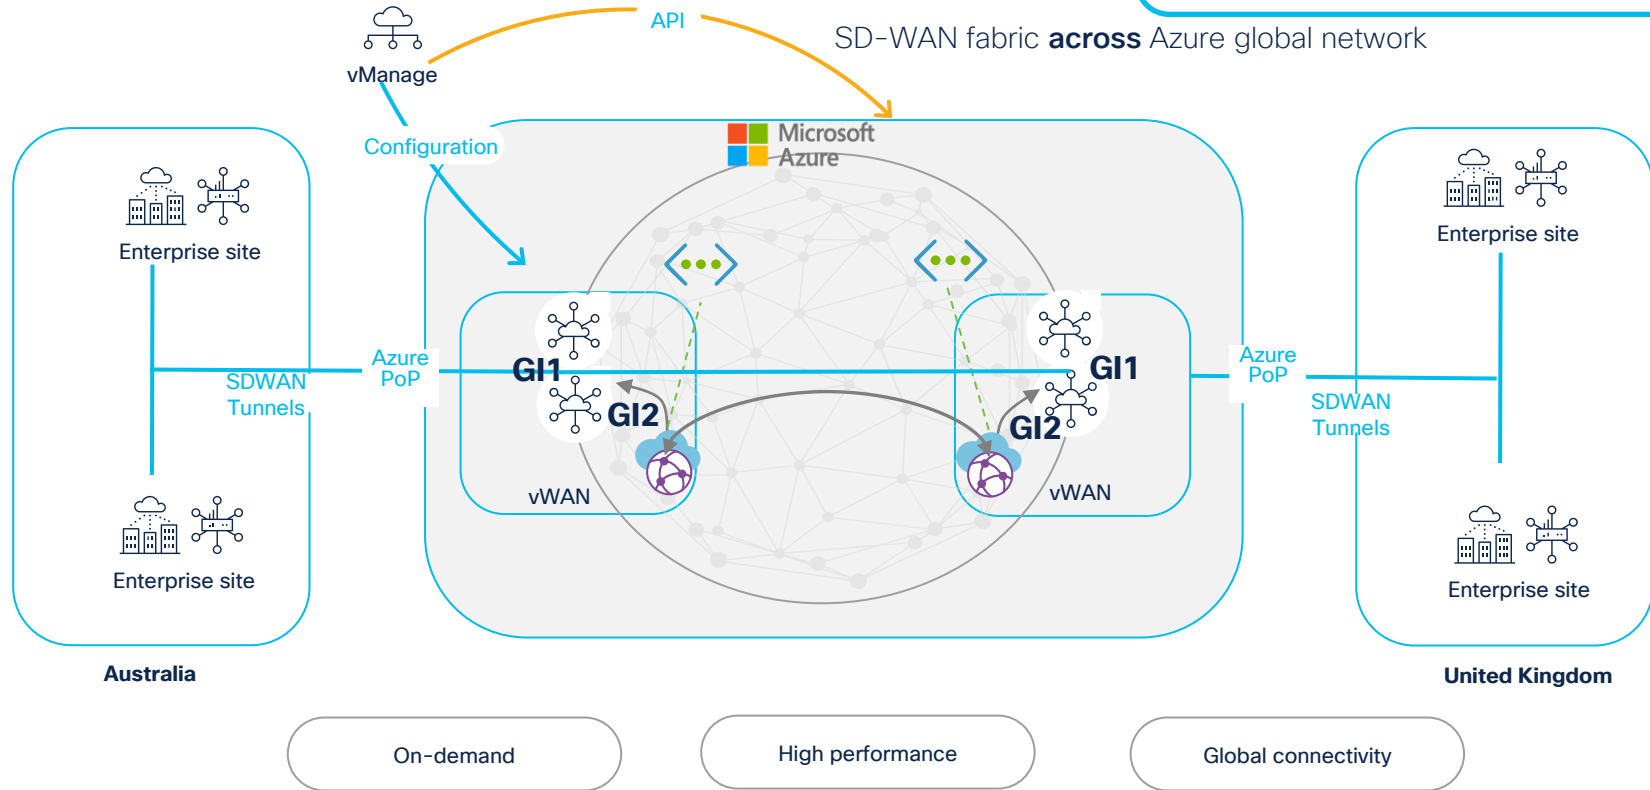 API
SD-WAN fabric across Azure global network
vManage
Configuration
Microsoft
Azure
Enterprise site
Enterprise site
Azure
PoP
SDWAN
Tunnels
GI1
GI2
vWAN
GI1
GI2
vWAN
Azure
PoP
SDWAN
Tunnels
Enterprise site
Enterprise site
Australia
United Kingdom
On-demand
High performance
Global connectivity